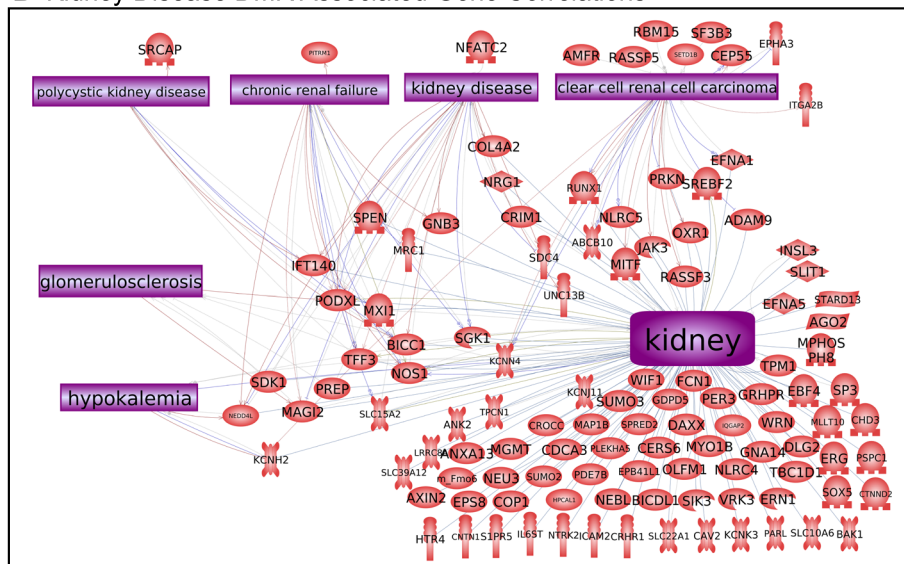 RBM15
SF3B3
SRCAP
PITRM1
NFATC2
AMFR
RASSF5
SETD1B
CEP55
EPHA3
polycystic kidney disease
chronic renal failure
kidney disease
clear cell renal cell carcinoma
ITGA2B
COL4A2
EFNA1
NRG1
RUNX1
PRKN
SREBF2
SPEN
GNB3
CRIM1
NLRC5
ADAM9
OXR1
MRC1
ABCB10
JAK3
INSL3
SDC4
MITF
IFT140
RASSF3
SLIT1
glomerulosclerosis
UNC13B
PODXL
MXI1
EFNA5
STARD13
AGO2
kidney
SGK1
BICC1
MPHOS
PH8
TFF3
KCNN4
TPM1
NOS1
SDK1
PREP
WIF1
FCN1
hypokalemia
KCNJ11
SUMO3
GDPD5
PER3
GRHPR
EBF4
SP3
NEDD4L
MAGI2
SLC15A2
TPCN1
ANK2
CROCC
MAP1B
SPRED2
DAXX
IQGAP2
WRN
MLLT10
CHD3
KCNH2
LRRC8
ANXA13
MGMT
CDCA3
PLEKHA5
CERS6
MYO1B
GNA14
DLG2
ERG
PSPC1
SLC39A12
m_Fmo6
NEU3
SUMO2
PDE7B
EPB41L1
OLFM1
NLRC4
TBC1D1
CTNND2
AXIN2
EPS8
COP1
HPCAL1
NEBL
BICDL1
SIK3
VRK3
ERN1
SOX5
HTR4
CNTN1
S1PR5
IL6ST
NTRK2
ICAM2
CRHR1
SLC22A1
CAV2
KCNK3
PARL
SLC10A6
BAK1